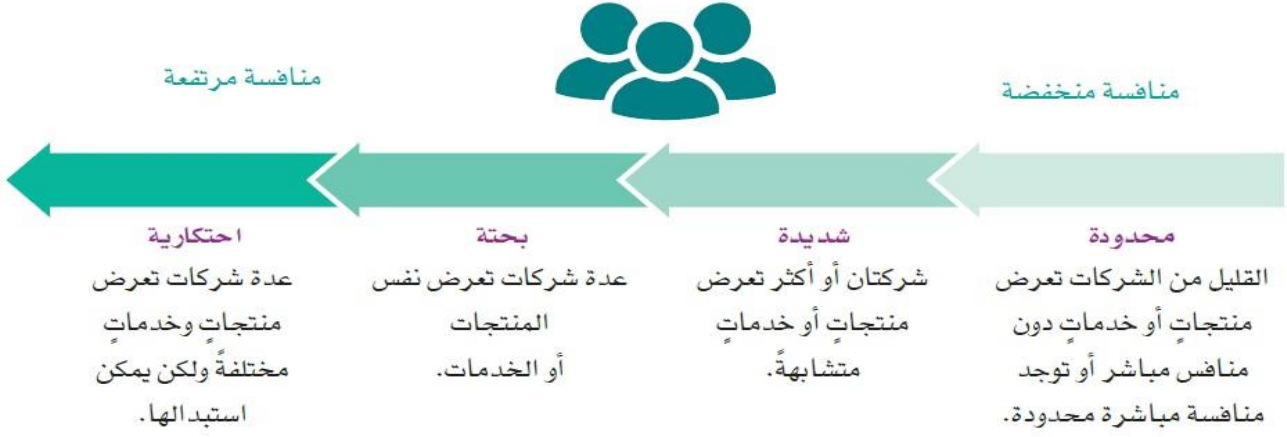 منافسة منخفضة
منافسة مرتفعة
محدودة
القليل من الشركات تعرض
منتجاتٍ أو خدماتٍ دون
منافس مباشر أو توجد
منافسة مباشرة محدودة.
شديدة
شركتان أو أكثر تعرض
منتجاتٍ أو خدماتٍ
متشابهةً.
بحتة
عدة شركات تعرض نفس
المنتجات
أو الخدمات.
احتكارية
عدة شركات تعرض
منتجاتٍ وخدماتٍ
مختلفةً ولكن يمكن
استبدالها.